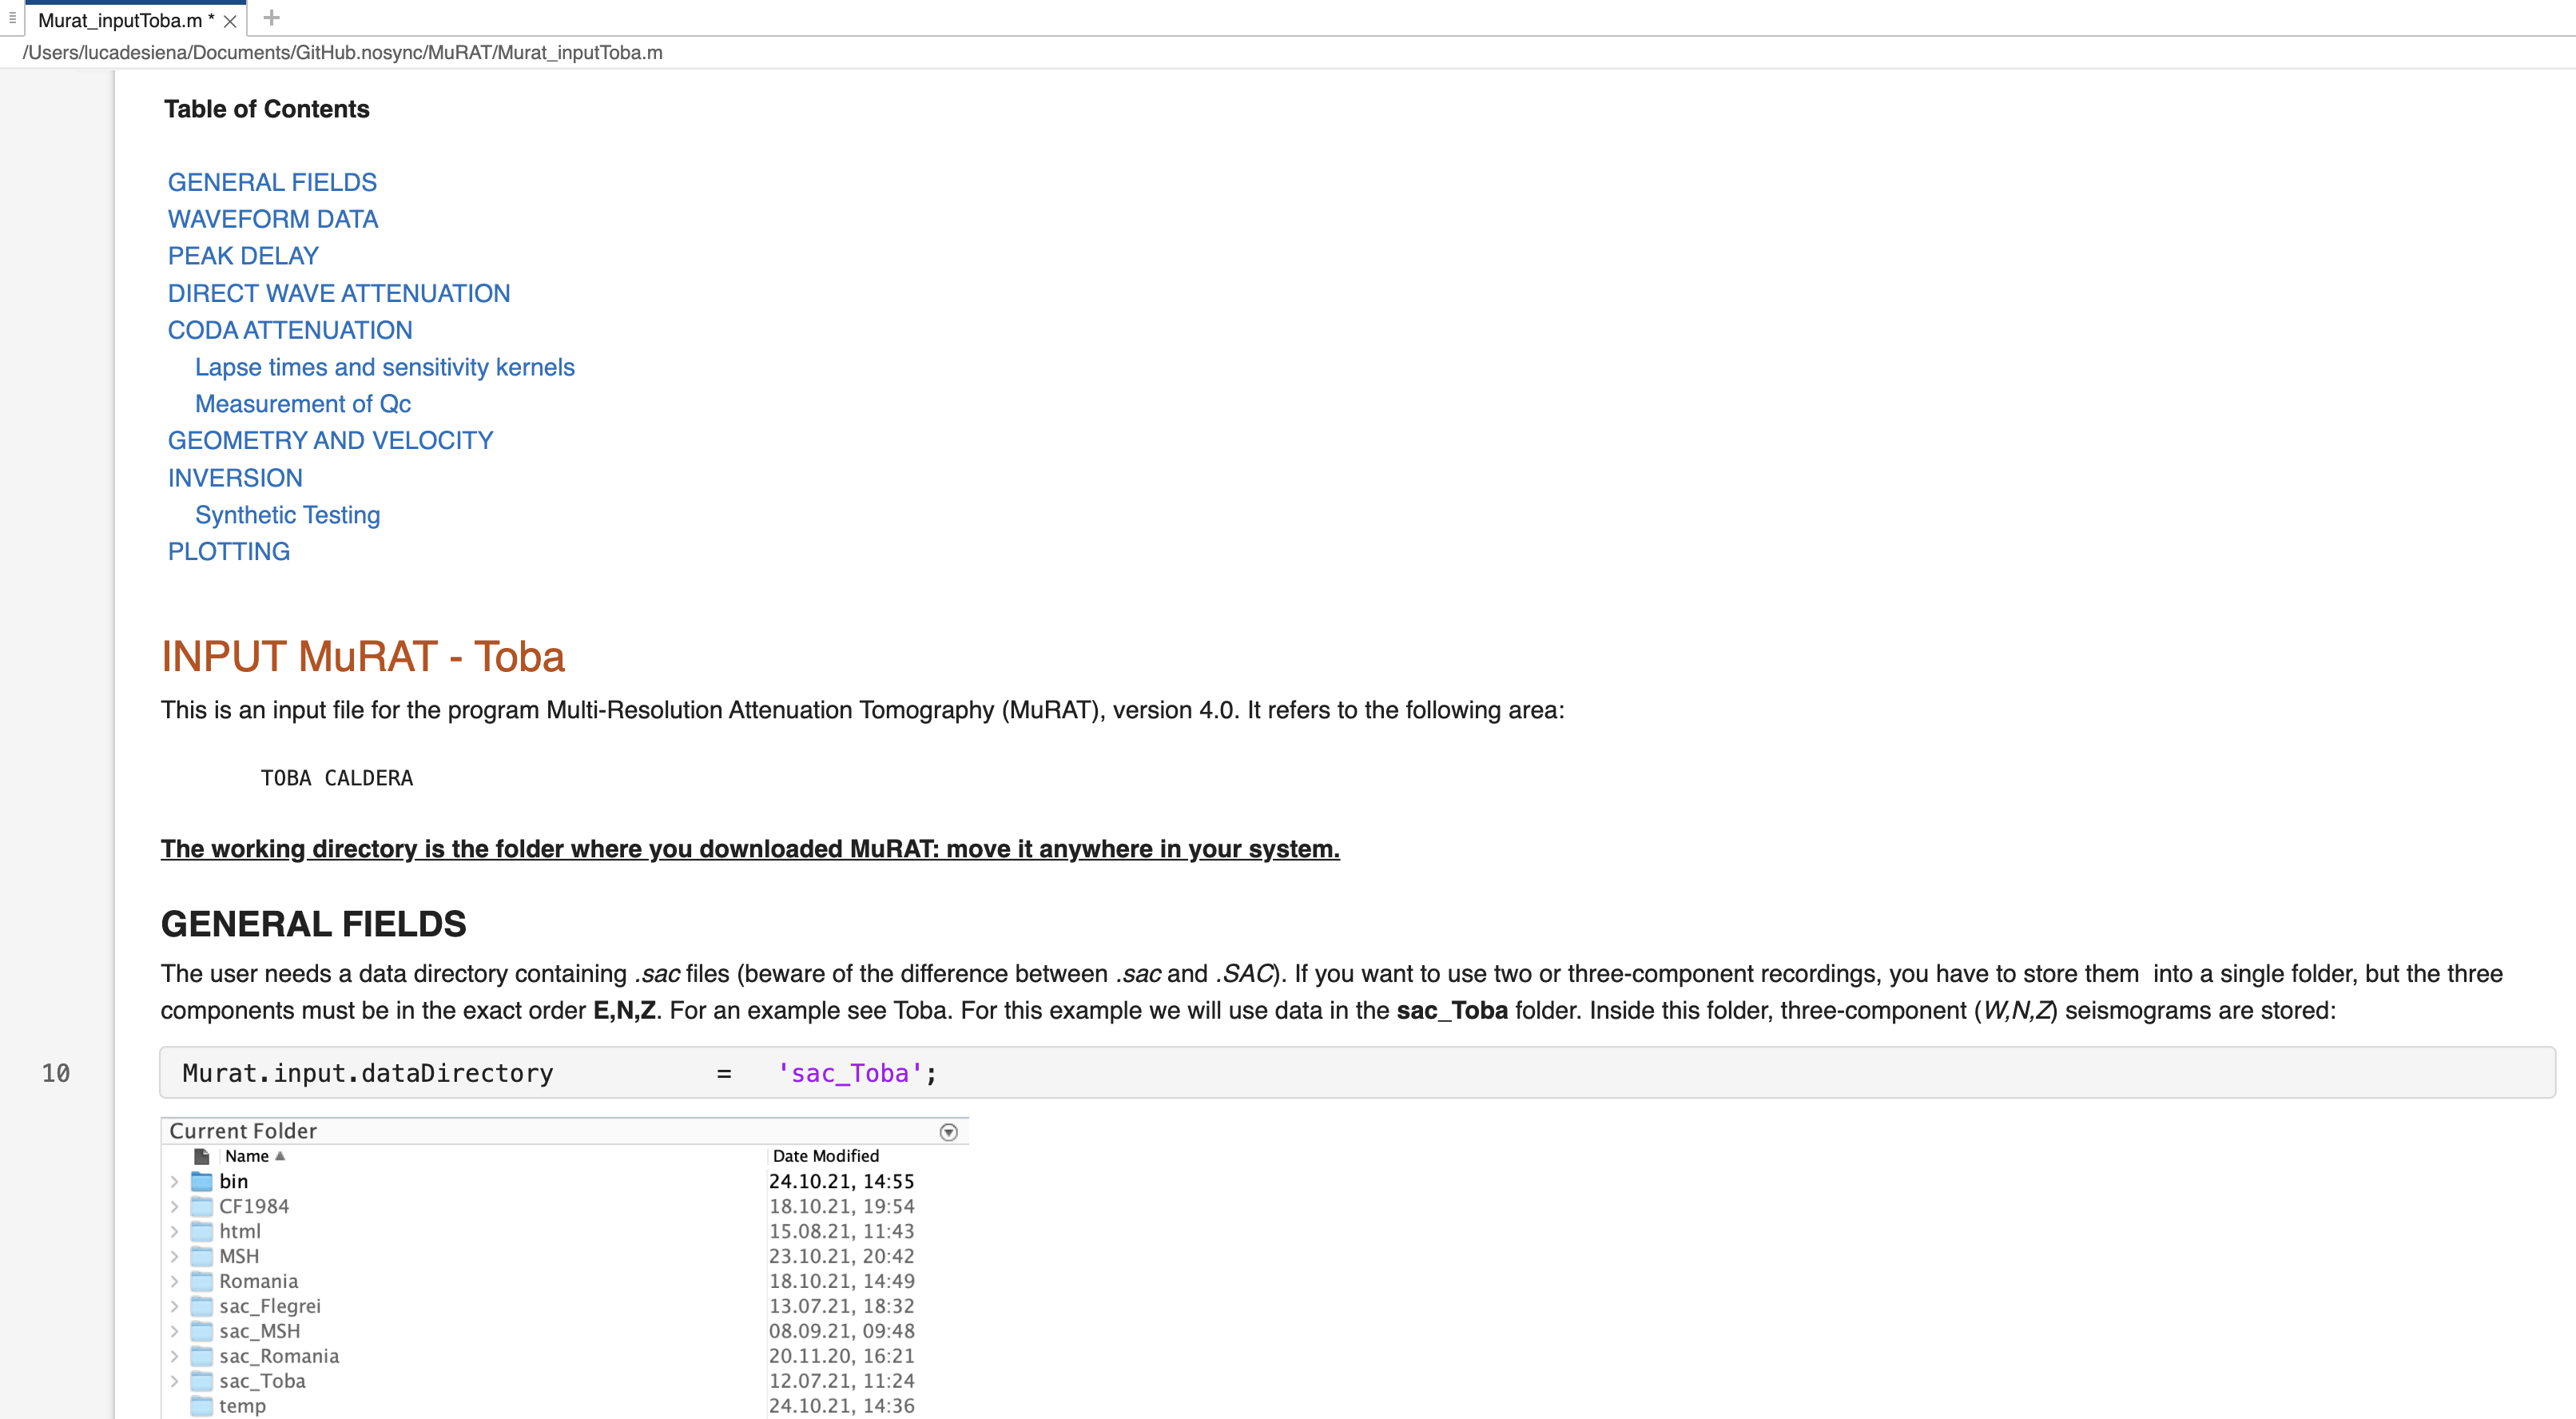 Murat_inputToba.m *
/Users/lucadesiena/Documents/GitHub.nosync/MuRAT/Murat_inputToba.m
Table of Contents
GENERAL FIELDS
WAVEFORM DATA
PEAK DELAY
DIRECT WAVE ATTENUATION
CODA ATTENUATION
Lapse times and sensitivity kernels
Measurement of Qc
GEOMETRY AND VELOCITY
INVERSION
Synthetic Testing
PLOTTING
INPUT MuRAT - Toba
This is an input file for the program Multi-Resolution Attenuation Tomography (MuRAT), version 4.0. It refers to the following area:
TOBA CALDERA
The working directory is the folder where you downloaded MuRAT: move it anywhere in your system.
GENERAL FIELDS
The user needs a data directory containing .sac files (beware of the difference between .sac and .SAC). If you want to use two or three-component recordings, you have to store them  into a single folder, but the three
components must be in the exact order E,N,Z. For an example see Toba. For this example we will use data in the sac_Toba folder. Inside this folder, three-component (W,N,Z) seismograms are stored:
10 Murat.input.dataDirectory = 'sac_Toba';
Current Folder
Name Date Modified
bin 24.10.21, 14:55
CF1984 18.10.21, 19:54
html 15.08.21, 11:43
MSH 23.10.21, 20:42
Romania 18.10.21, 14:49
sac_Flegrei 13.07.21, 18:32
sac_MSH 08.09.21, 09:48
sac_Romania 20.11.20, 16:21
sac_Toba 12.07.21, 11:24
temp 24.10.21, 14:36